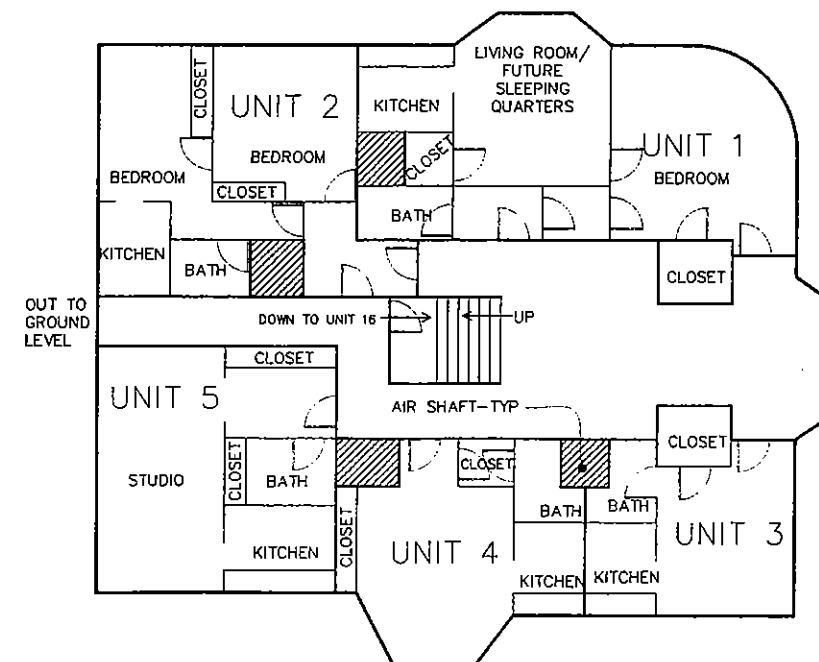 LIVING ROOM/
FUTURE
SLEEPING
QUARTERS
CLOSET
UNIT 2
KITCHEN
CLOSET
UNIT 1
BEDROOM
BEDROOM
BEDROOM
CLOSET
BATH
KITCHEN
BATH
CLOSET
OUT TO
GROUND
LEVEL
DOWN TO UNIT 16
UP
CLOSET
UNIT 5
AIR SHAFT-TYP
CLOSET
STUDIO
CLOSET
BATH
CLOSET
BATH
BATH
UNIT 3
KITCHEN
CLOSET
UNIT 4
KITCHEN
KITCHEN